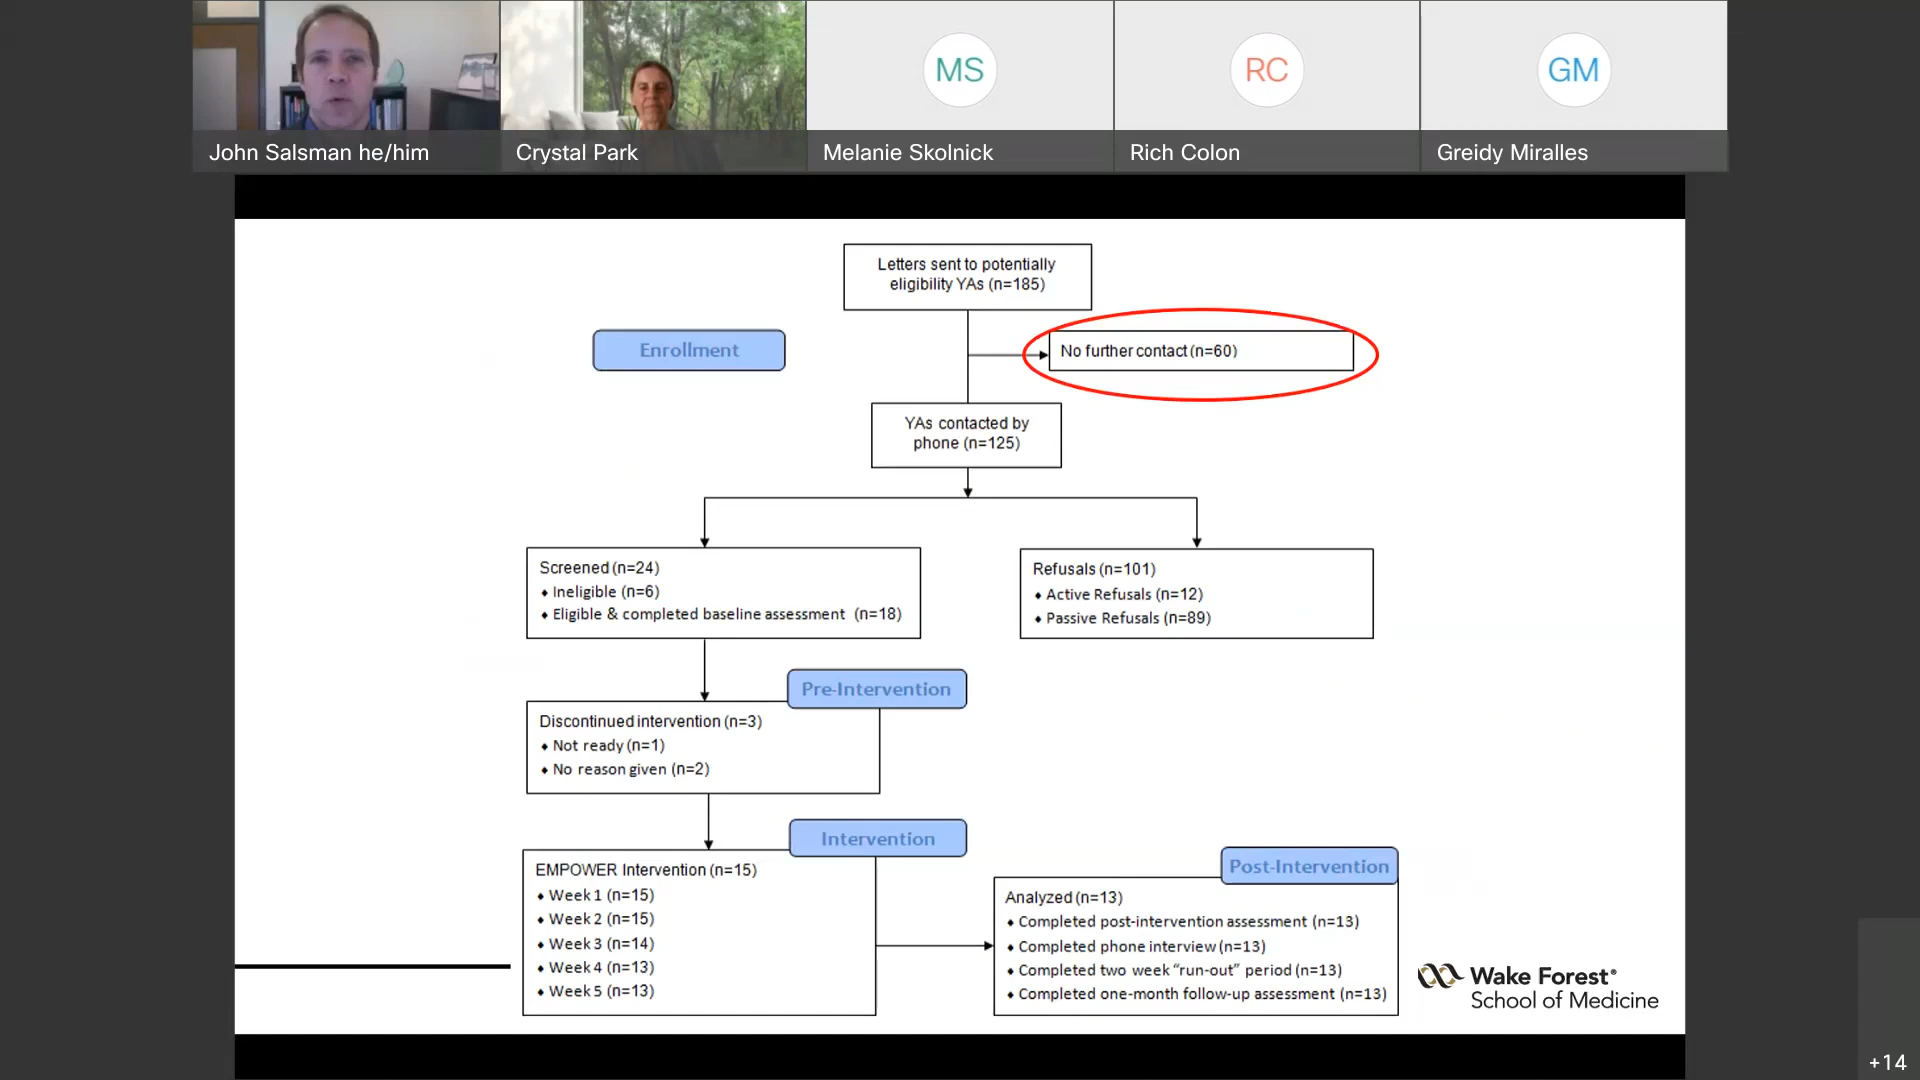 John Salsman he/him
Crystal Park
MS
Melanie Skolnick
RC
Rich Colon
GM
Greidy Miralles
Letters sent to potentially
eligibility YAs (n=185)
Enrollment
No further contact (n=60)
YAs contacted by
phone (n=125)
Screened (n=24)
♦ Ineligible (n=6)
♦ Eligible & completed baseline assessment (n=18)
Refusals (n=101)
♦ Active Refusals (n=12)
♦ Passive Refusals (n=89)
Pre-Intervention
Discontinued intervention (n=3)
♦ Not ready (n=1)
♦ No reason given (n=2)
Intervention
EMPOWER Intervention (n=15)
♦ Week 1 (n=15)
♦ Week 2 (n=15)
♦ Week 3 (n=14)
♦ Week 4 (n=13)
♦ Week 5 (n=13)
Post-Intervention
Analyzed (n=13)
♦ Completed post-intervention assessment (n=13)
♦ Completed phone interview (n=13)
♦ Completed two week “run-out” period (n=13)
♦ Completed one-month follow-up assessment (n=13)
Wake Forest®
School of Medicine
+14